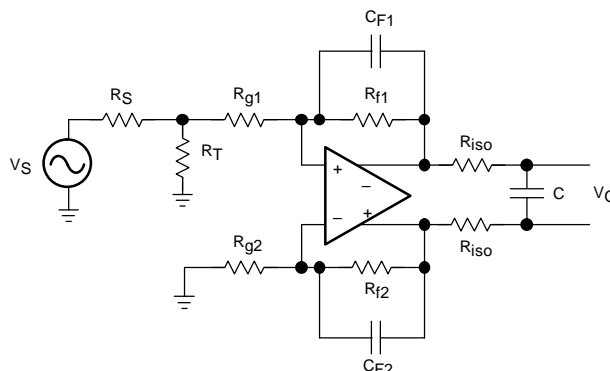 CF1
RS
Rg1
Rf1
Riso
VS
RT
+
–
C
VO
–
+
Rg2
Rf2
Riso
CF2